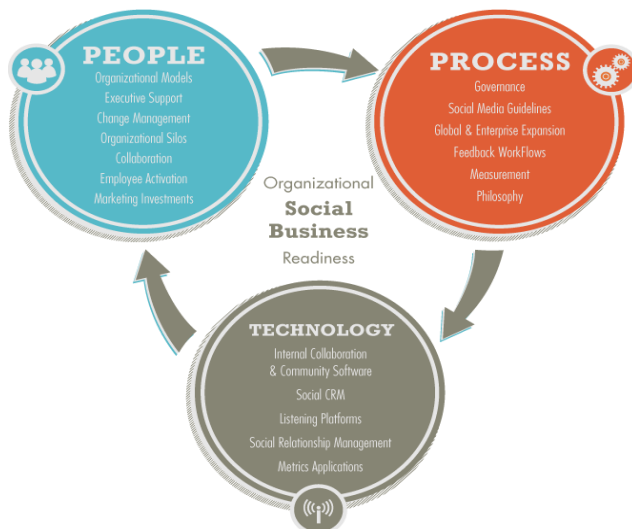 PEOPLE
Organizational Models
Executive Support
Change Management
Organizational Silos
Collaboration
Employee Activation
Marketing Investments
PROCESS
Governance
Social Media Guidelines
Global & Enterprise Expansion
Feedback WorkFlows
Measurement
Philosophy
Organizational
Social
Business
Readiness
TECHNOLOGY
Internal Collaboration
& Community Software
Social CRM
Listening Platforms
Social Relationship Management
Metrics Applications